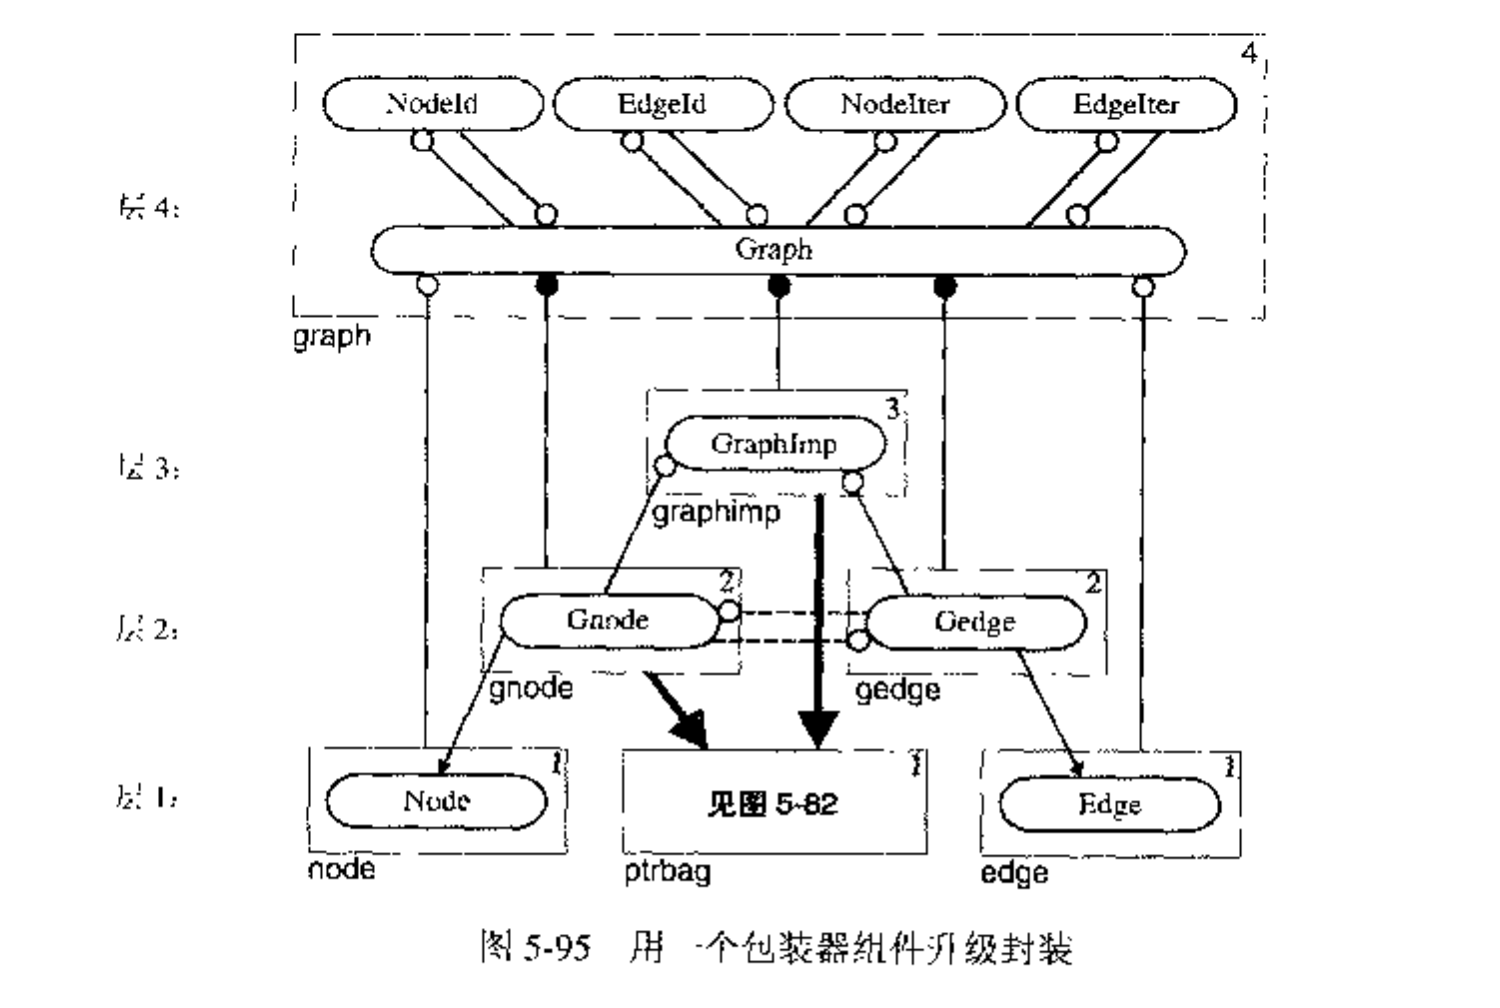 4
NodeId EdgeId NodeIter EdgeIter
层 4:
Graph
graph
3
GraphImp
层 3:
graphimp
2 2
Gnode Gedge
层 2:
gnode gedge
1 1 1
层 1:
Node 见图 5-82 Edge
node ptrbag edge
图 5-95 用一个包装器组件升级封装